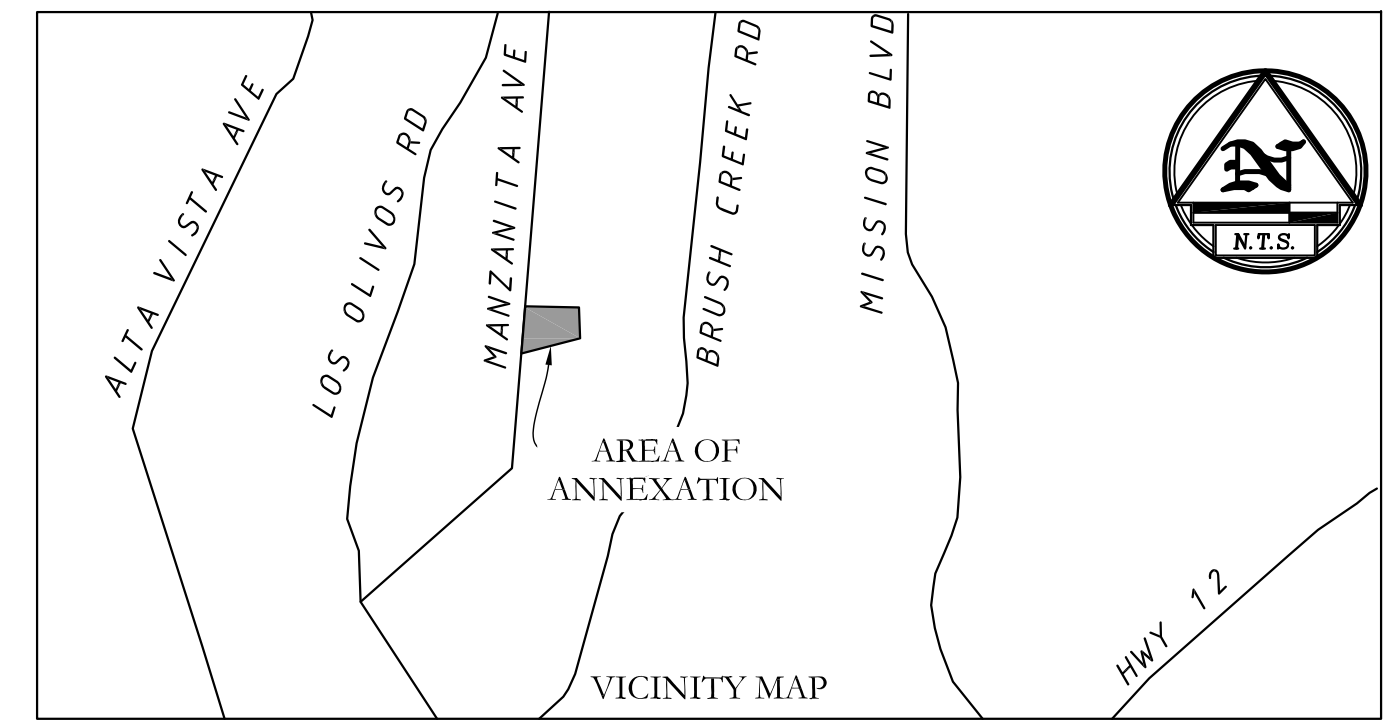 ALTA VISTA AVE
LOS OLIVOS RD
MANZANITA AVE
BRUSH CREEK RD
MISSION BLVD
N
N.T.S.
AREA OF
ANNEXATION
HWY 12
VICINITY MAP